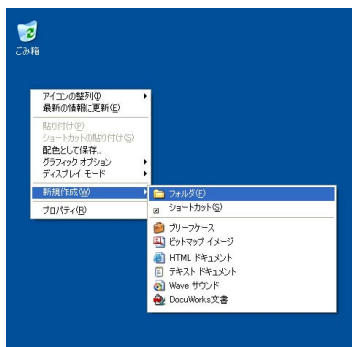 ごみ箱
アイコンの整列(I)
最新の情報に更新(E)
貼り付け(P)
ショートカットの貼り付け(S)
配色として保存...
グラフィック オプション
ディスプレイ モード
新規作成(W)
プロパティ(R)
フォルダ(F)
ショートカット(S)
ブリーフケース
ビットマップ イメージ
HTML ドキュメント
テキスト ドキュメント
Wave サウンド
DocuWorks文書